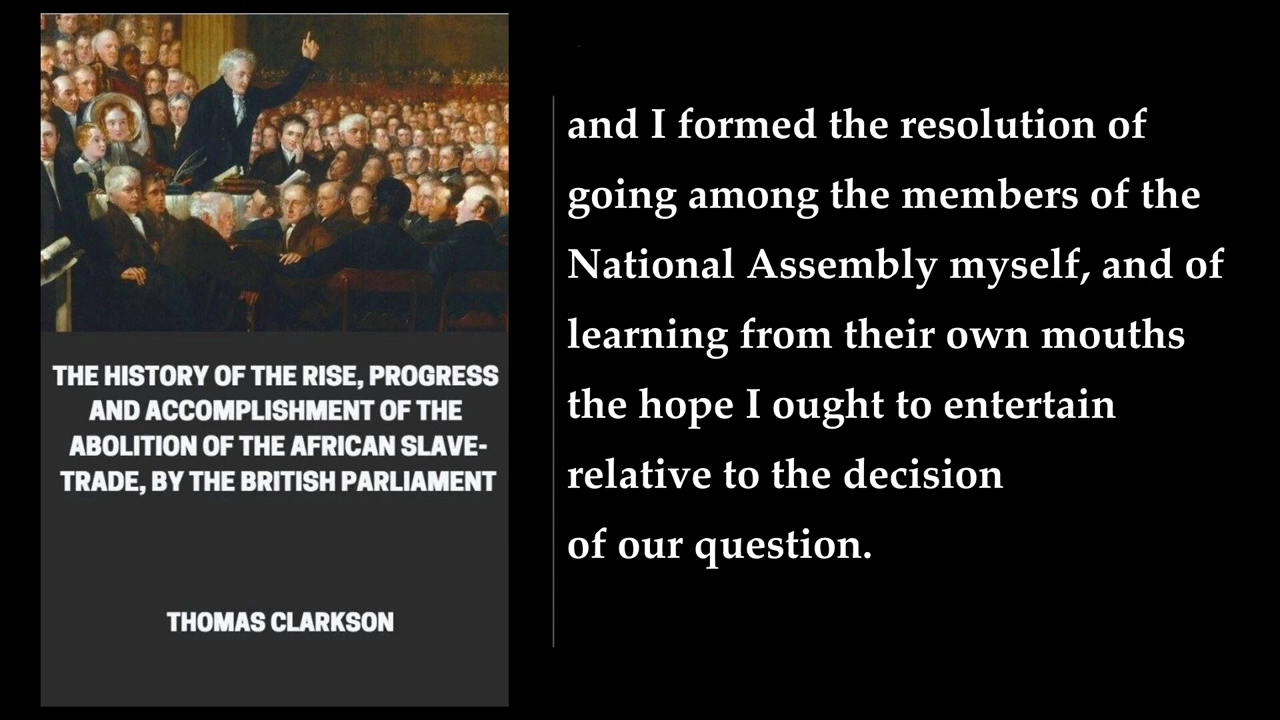 THE HISTORY OF THE RISE, PROGRESS
AND ACCOMPLISHMENT OF THE
ABOLITION OF THE AFRICAN SLAVE-
TRADE, BY THE BRITISH PARLIAMENT
THOMAS CLARKSON
and I formed the resolution of
going among the members of the
National Assembly myself, and of
learning from their own mouths
the hope I ought to entertain
relative to the decision
of our question.